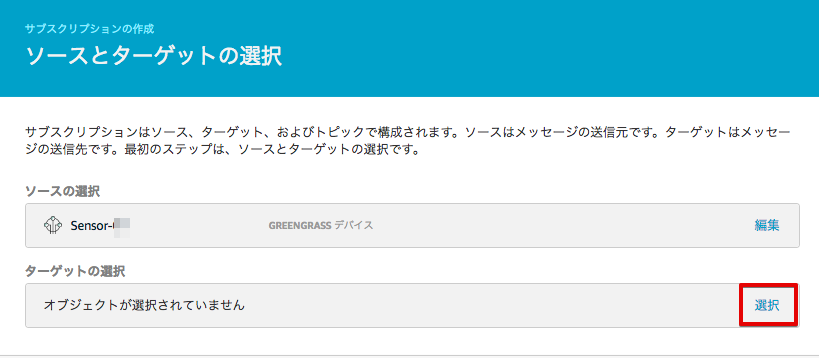 サブスクリプションの作成
ソースとターゲットの選択
サブスクリプションはソース、ターゲット、およびトピックで構成されます。ソースはメッセージの送信元です。ターゲットはメッセー
ジの送信先です。最初のステップは、ソースとターゲットの選択です。
ソースの選択
Sensor- GREENGRASS デバイス 編集
ターゲットの選択
オブジェクトが選択されていません 選択